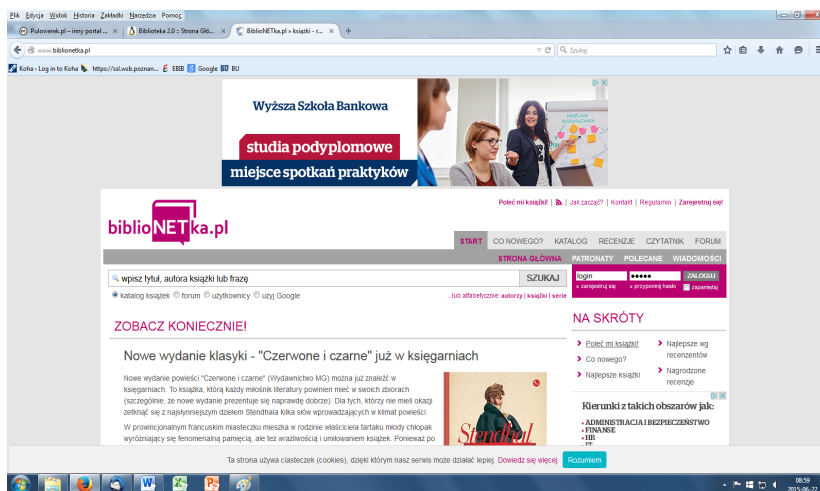 Plik Edycja Widok Historia Zakładki Narzędzia Pomoc
Pulowerek.pl – inny portal ... × Biblioteka 2.0 :: Strona Głó... × BiblioNETka.pl » książki - r... × +
www.biblionetka.pl Szukaj
Koha › Log in to Koha https://ssl.wsb.poznan... EBIB Google BU
Wyższa Szkoła Bankowa
studia podyplomowe
miejsce spotkań praktyków
MOŻLIWE
ROZWIĄZANIA
Poleć mi książkę! | Jak zacząć? | Kontakt | Regulamin | Zarejestruj się!
biblioNETka.pl
START CO NOWEGO? KATALOG RECENZJE CZYTATNIK FORUM
STRONA GŁÓWNA PATRONATY POLECANE WIADOMOŚCI
wpisz tytuł, autora książki lub frazę SZUKAJ
login ●●●●● ZALOGUJ
» zarejestruj się » przypomnij hasło zapamiętaj
katalog książek forum użytkownicy użyj Google ...lub alfabetycznie: autorzy | książki | serie
ZOBACZ KONIECZNIE!
Nowe wydanie klasyki - "Czerwone i czarne" już w księgarniach
Nowe wydanie powieści "Czerwone i czarne" (Wydawnictwo MG) można już znaleźć w
księgarniach. To książka, którą każdy miłośnik literatury powinien mieć w swoich zbiorach
(szczególnie, że nowe wydanie prezentuje się naprawdę dobrze). Dla tych, którzy nie mieli okazji
zetknąć się z najsłynniejszym dziełem Stendhala kilka słów wprowadzających w klimat powieści:
W prowincjonalnym francuskim miasteczku mieszka w rodzinie właściciela tartaku młody chłopak
wyróżniający się fenomenalną pamięcią, ale też wrażliwością i umiłowaniem książek. Ponieważ po
Stendhal
NA SKRÓTY
Poleć mi książki!
Co nowego?
Najlepsze książki
Najlepsze wg
recenzentów
Nagrodzone
recenzje
Kierunki z takich obszarów jak:
• ADMINISTRACJA I BEZPIECZEŃSTWO
• FINANSE
• HR
• IT
Ta strona używa ciasteczek (cookies), dzięki którym nasz serwis może działać lepiej. Dowiedz się więcej Rozumiem
08:59
2015-06-22